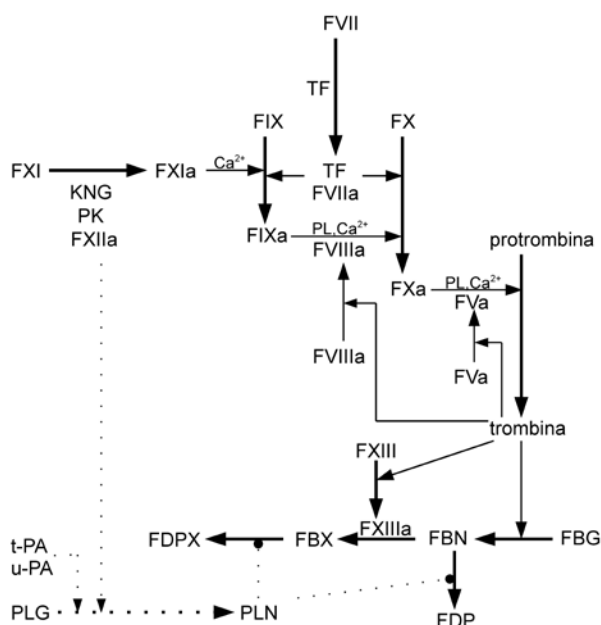 FVII
TF
FIX
FX
FXI
FXIa
Ca²⁺
TF
FVIIa
KNG
PK
FXIIa
FIXa
PL,Ca²⁺
FVIIIa
protrombina
FXa
PL,Ca²⁺
FVa
FVIIIa
FVa
trombina
FXIII
FXIIIa
FDPX
FBX
FBN
FBG
t-PA
u-PA
PLG
PLN
FDP